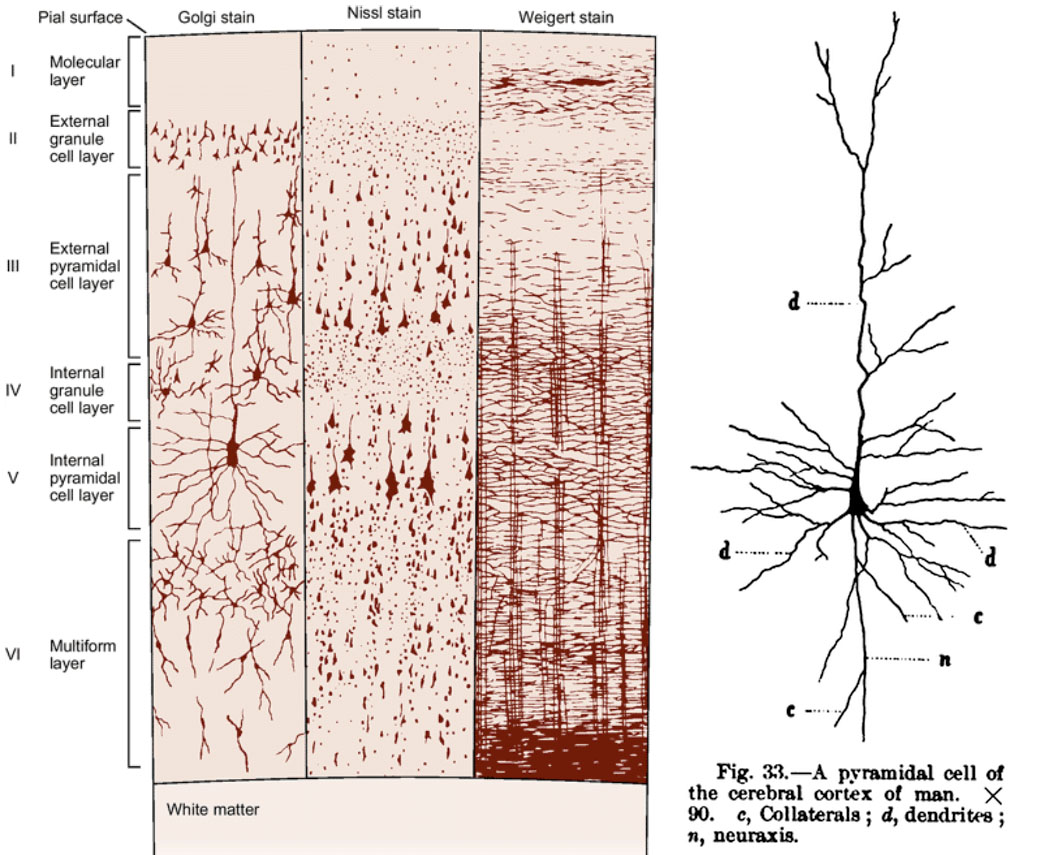 Pial surface
Golgi stain
Nissl stain
Weigert stain
I
Molecular
layer
II
External
granule
cell layer
III
External
pyramidal
cell layer
IV
Internal
granule
cell layer
V
Internal
pyramidal
cell layer
VI
Multiform
layer
White matter
d
d
d
c
n
c
Fig. 33.—A pyramidal cell of
the cerebral cortex of man. ×
90. c, Collaterals; d, dendrites;
n, neuraxis.